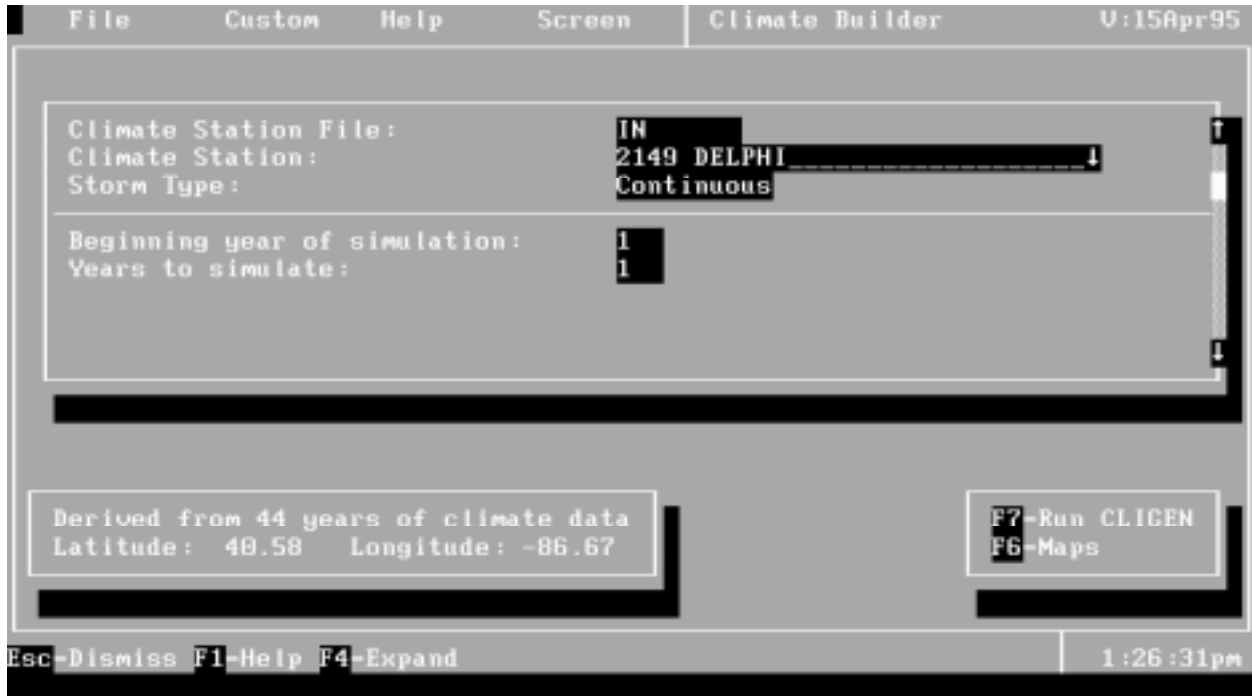 File Custom Help Screen Climate Builder V:15Apr95
Climate Station File: IN
Climate Station: 2149 DELPHI___________________↓
Storm Type: Continuous
Beginning year of simulation: 1
Years to simulate: 1
Derived from 44 years of climate data
Latitude: 40.58 Longitude: -86.67
F7-Run CLIGEN
F6-Maps
Esc-Dismiss F1-Help F4-Expand 1:26:31pm